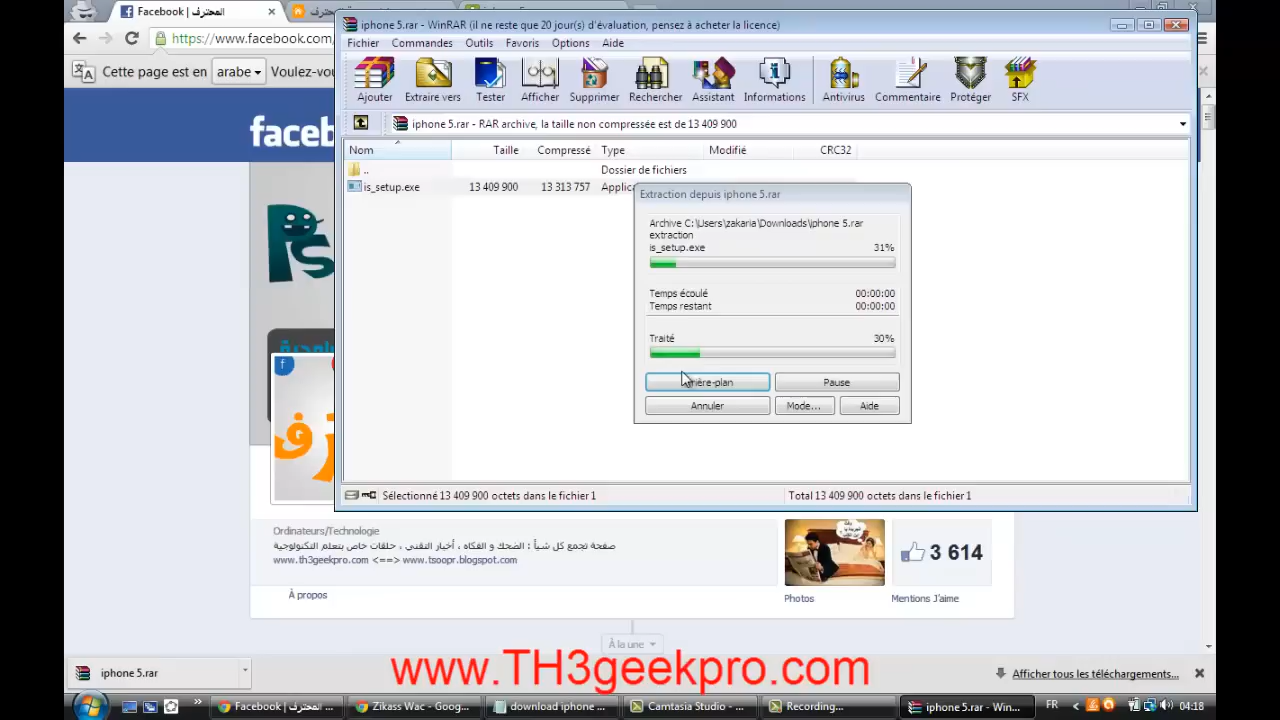 Facebook | المحترف
المحترف
iphone 5.rar - WinRAR (il ne reste que 20 jour(s) d'évaluation, pensez à acheter la licence)
https://www.facebook.com/
Fichier Commandes Outils Favoris Options Aide
Cette page est en arabe
Ajouter Extraire vers Tester Afficher Supprimer Rechercher Assistant Informations Antivirus Commentaire Protéger SFX
iphone 5.rar - RAR archive, la taille non compressée est de 13 409 900
Nom Taille Compressé Type Modifié CRC32
.. Dossier de fichiers
is_setup.exe 13 409 900 13 313 757
Extraction depuis iphone 5.rar
Archive C:\Users\zakaria\Downloads\iphone 5.rar
extraction
is_setup.exe 31%
Temps écoulé 00:00:00
Temps restant 00:00:00
Traité 30%
Pause
Annuler Mode... Aide
Sélectionné 13 409 900 octets dans le fichier 1 Total 13 409 900 octets dans le fichier 1
Ordinateurs/Technologie
صفحة تجمع كل شيأ : الضحك و الفكاه ، أخبار التقني ، حلقات خاص بتعلم التكنولوجية
www.th3geekpro.com <==> www.tsoopr.blogspot.com
3 614
À propos Photos Mentions J'aime
À la une
iphone 5.rar
www.TH3geekpro.com
Afficher tous les téléchargements...
Facebook | المحترف ... Zikass Wac - Goog... download iphone ... Camtasia Studio - ... Recording... iphone 5.rar - Win... FR 04:18